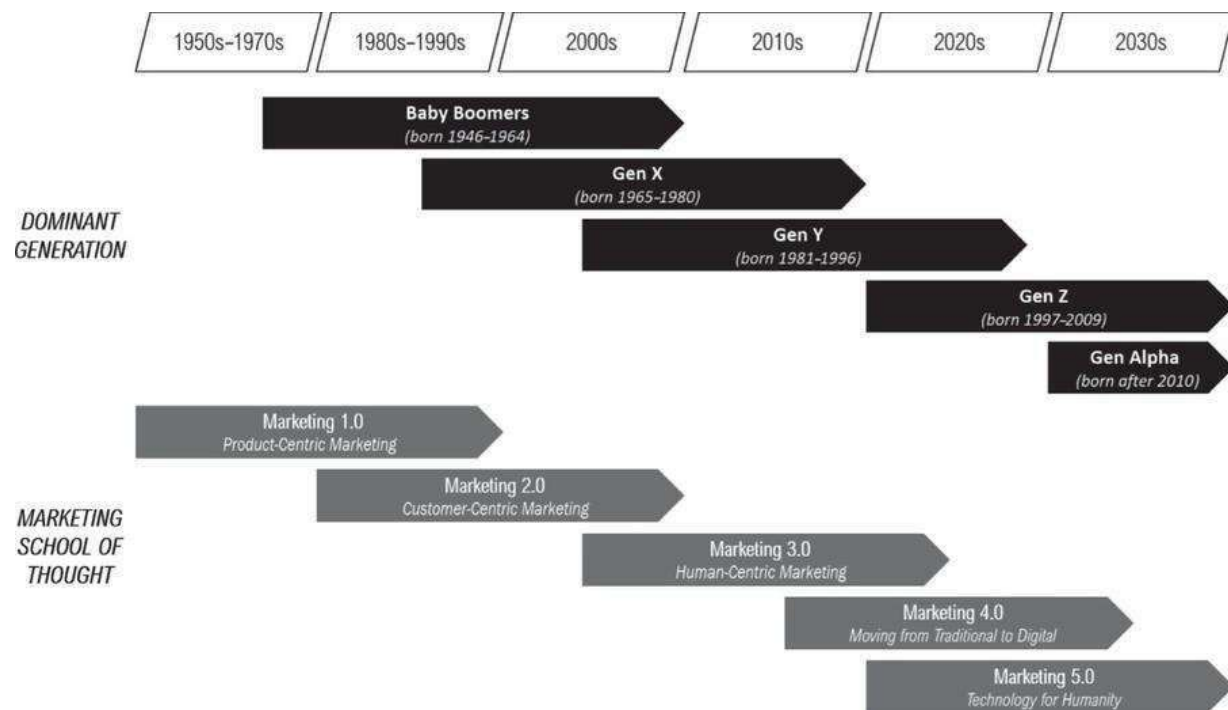 1950s–1970s
1980s–1990s
2000s
2010s
2020s
2030s
DOMINANT
GENERATION
Baby Boomers
(born 1946–1964)
Gen X
(born 1965–1980)
Gen Y
(born 1981–1996)
Gen Z
(born 1997–2009)
Gen Alpha
(born after 2010)
MARKETING
SCHOOL OF
THOUGHT
Marketing 1.0
Product-Centric Marketing
Marketing 2.0
Customer-Centric Marketing
Marketing 3.0
Human-Centric Marketing
Marketing 4.0
Moving from Traditional to Digital
Marketing 5.0
Technology for Humanity